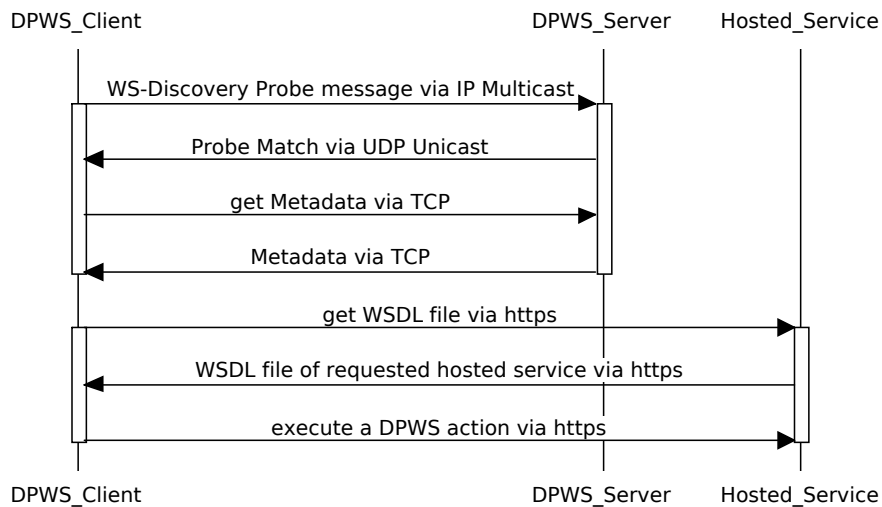 DPWS_Client DPWS_Server Hosted_Service
WS-Discovery Probe message via IP Multicast
Probe Match via UDP Unicast
get Metadata via TCP
Metadata via TCP
get WSDL file via https
WSDL file of requested hosted service via https
execute a DPWS action via https
DPWS_Client DPWS_Server Hosted_Service